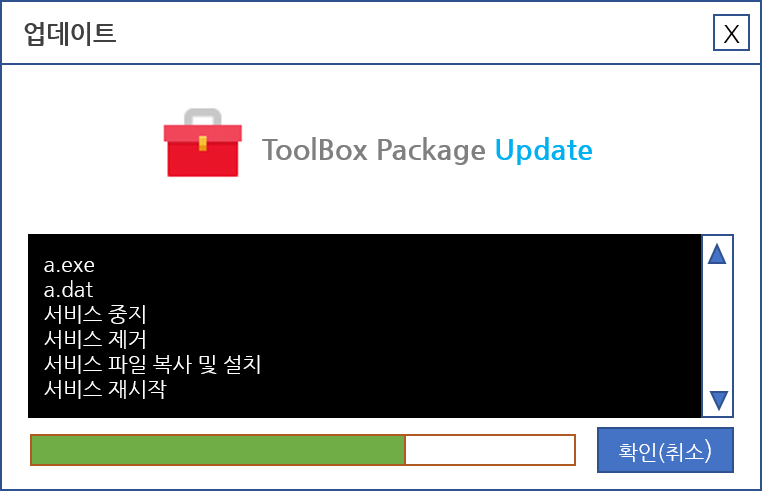 업데이트
X
ToolBox Package Update
a.exe
a.dat
서비스 중지
서비스 제거
서비스 파일 복사 및 설치
서비스 재시작
확인(취소)